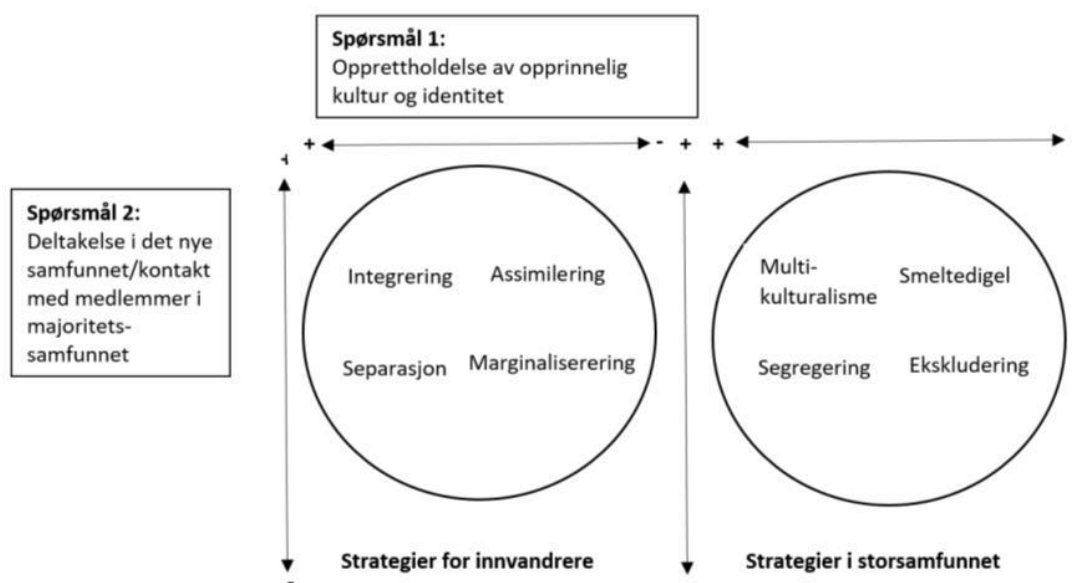 Spørsmål 1:
Opprettholdelse av opprinnelig
kultur og identitet
+ - + +
+
Spørsmål 2:
Deltakelse i det nye
samfunnet/kontakt
med medlemmer i
majoritets-
samfunnet
Integrering Assimilering
Separasjon Marginaliserering
Multi-
kulturalisme
Smeltedigel
Segregering Ekskludering
Strategier for innvandrere
Strategier i storsamfunnet